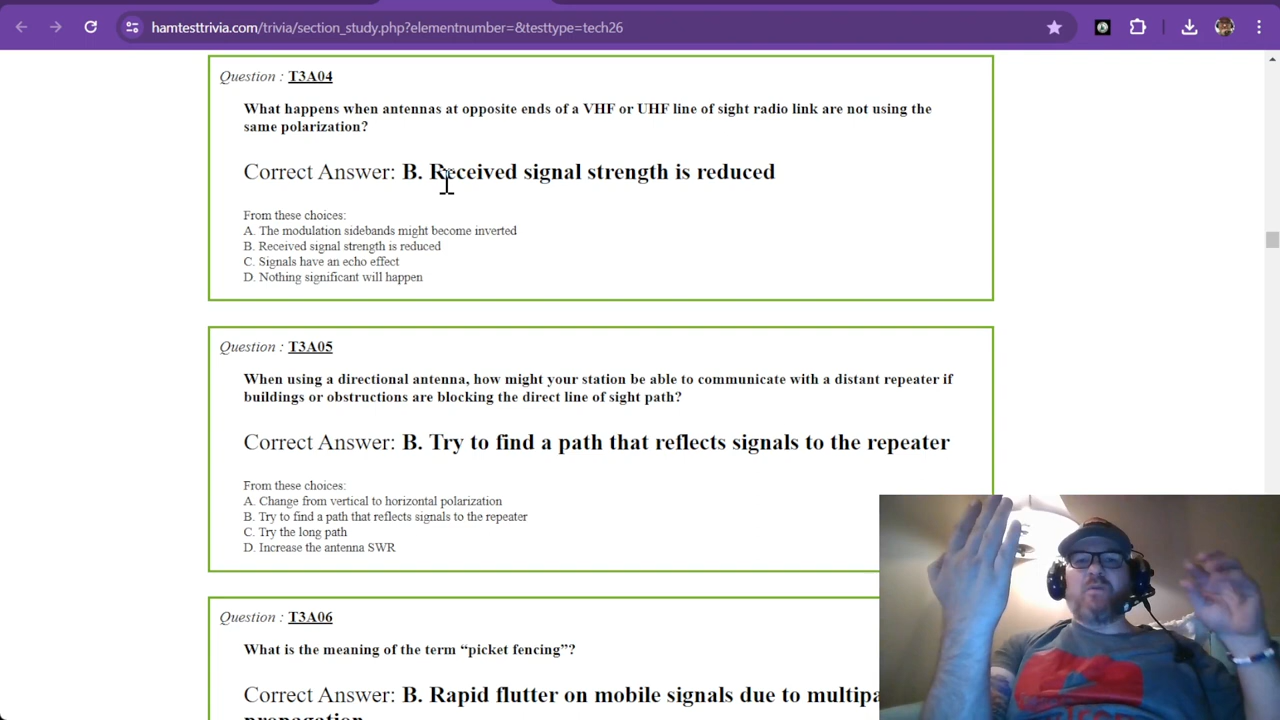 hamtesttrivia.com/trivia/section_study.php?elementnumber=&testtype=tech26
Question : T3A04
What happens when antennas at opposite ends of a VHF or UHF line of sight radio link are not using the
same polarization?
Correct Answer: B. Received signal strength is reduced
From these choices:
A. The modulation sidebands might become inverted
B. Received signal strength is reduced
C. Signals have an echo effect
D. Nothing significant will happen
Question : T3A05
When using a directional antenna, how might your station be able to communicate with a distant repeater if
buildings or obstructions are blocking the direct line of sight path?
Correct Answer: B. Try to find a path that reflects signals to the repeater
From these choices:
A. Change from vertical to horizontal polarization
B. Try to find a path that reflects signals to the repeater
C. Try the long path
D. Increase the antenna SWR
Question : T3A06
What is the meaning of the term “picket fencing”?
Correct Answer: B. Rapid flutter on mobile signals due to multipa